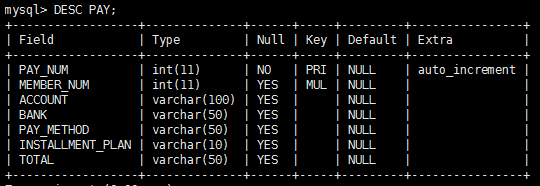 mysql> DESC PAY;
+------------------+--------------+------+-----+---------+----------------+
| Field            | Type         | Null | Key | Default | Extra          |
+------------------+--------------+------+-----+---------+----------------+
| PAY_NUM          | int(11)      | NO   | PRI | NULL    | auto_increment |
| MEMBER_NUM       | int(11)      | YES  | MUL | NULL    |                |
| ACCOUNT          | varchar(100) | YES  |     | NULL    |                |
| BANK             | varchar(50)  | YES  |     | NULL    |                |
| PAY_METHOD       | varchar(50)  | YES  |     | NULL    |                |
| INSTALLMENT_PLAN | varchar(10)  | YES  |     | NULL    |                |
| TOTAL            | varchar(50)  | YES  |     | NULL    |                |
+------------------+--------------+------+-----+---------+----------------+